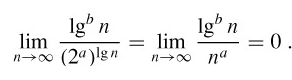 lim_{n→∞} lg^b n / (2^a)^{lg n} = lim_{n→∞} lg^b n / n^a = 0 .